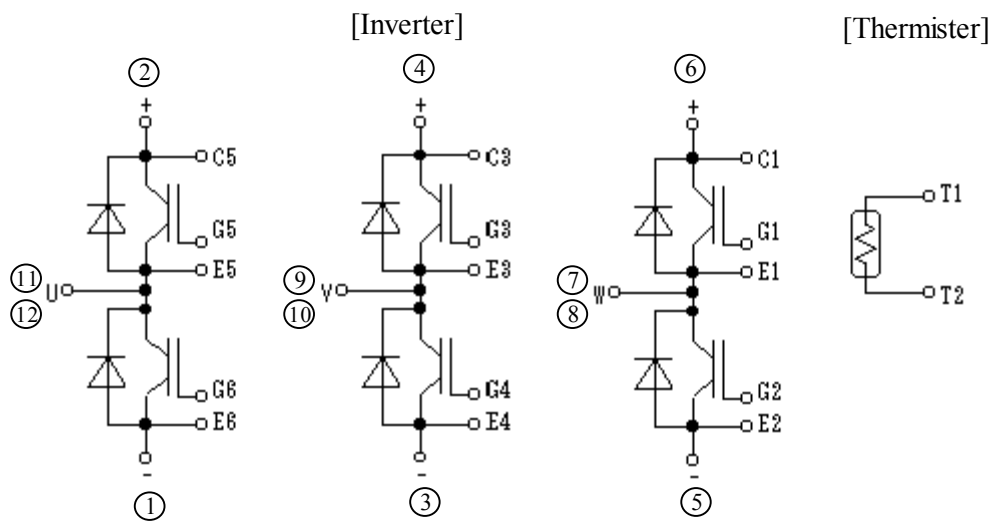 [Inverter]
[Thermister]
2
4
6
+
+
+
C5
C3
C1
G5
G3
G1
T1
E5
E3
E1
11
U
12
9
V
10
7
W
8
T2
G6
G4
G2
E6
E4
E2
-
-
-
1
3
5